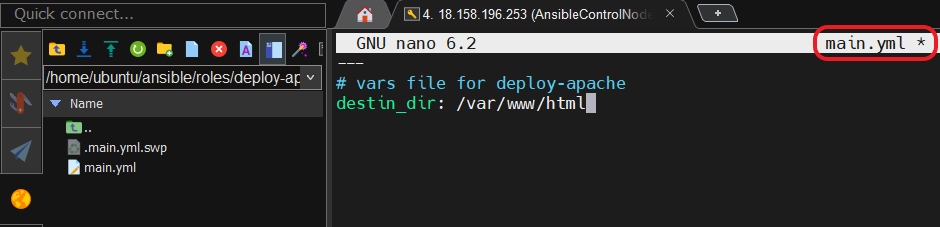 Quick connect...
4. 18.158.196.253 (AnsibleControlNode
/home/ubuntu/ansible/roles/deploy-ap
Name
..
.main.yml.swp
main.yml
GNU nano 6.2 main.yml *
---
# vars file for deploy-apache
destin_dir: /var/www/html